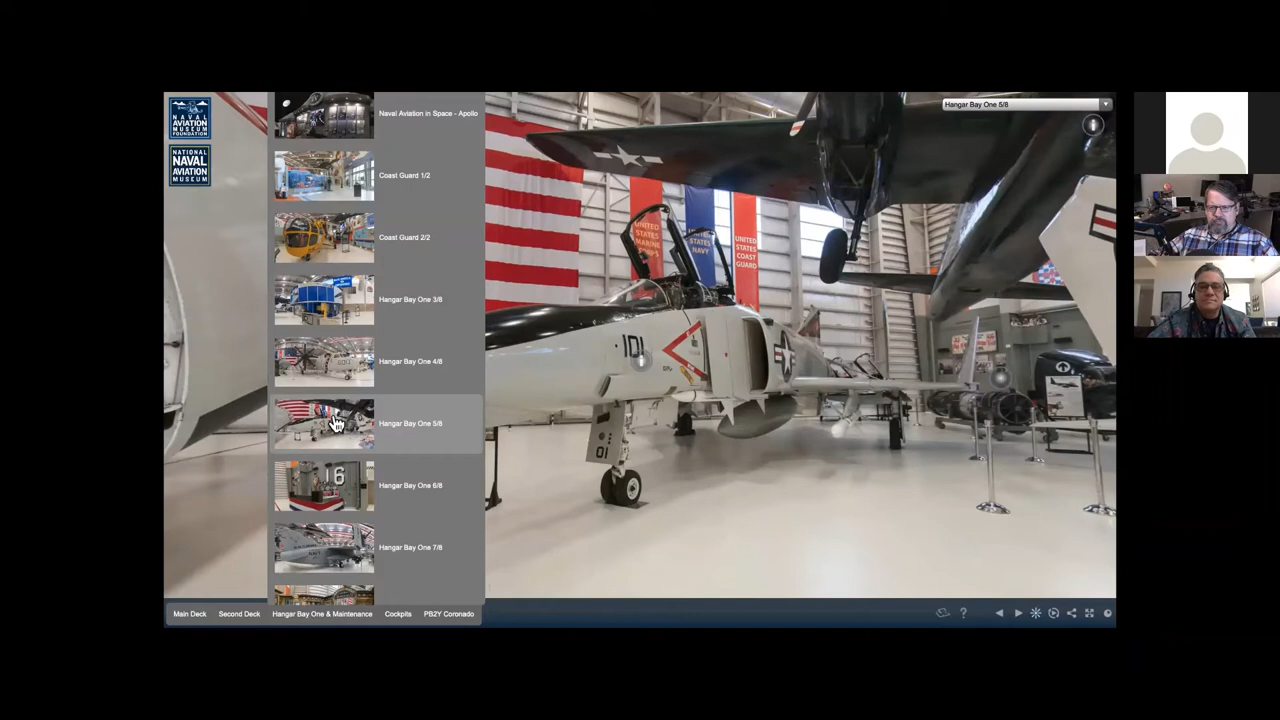 NAVAL
AVIATION
MUSEUM
FOUNDATION
NATIONAL
NAVAL
AVIATION
MUSEUM
Naval Aviation in Space - Apollo
Coast Guard 1/2
Coast Guard 2/2
Hangar Bay One 3/8
Hangar Bay One 4/8
Hangar Bay One 5/8
Hangar Bay One 6/8
Hangar Bay One 7/8
16
Hangar Bay One 5/8
UNITED
STATES
MARINE
CORPS
UNITED
STATES
NAVY
UNITED
STATES
COAST
GUARD
101
01
Main Deck
Second Deck
Hangar Bay One & Maintenance
Cockpits
PB2Y Coronado
?